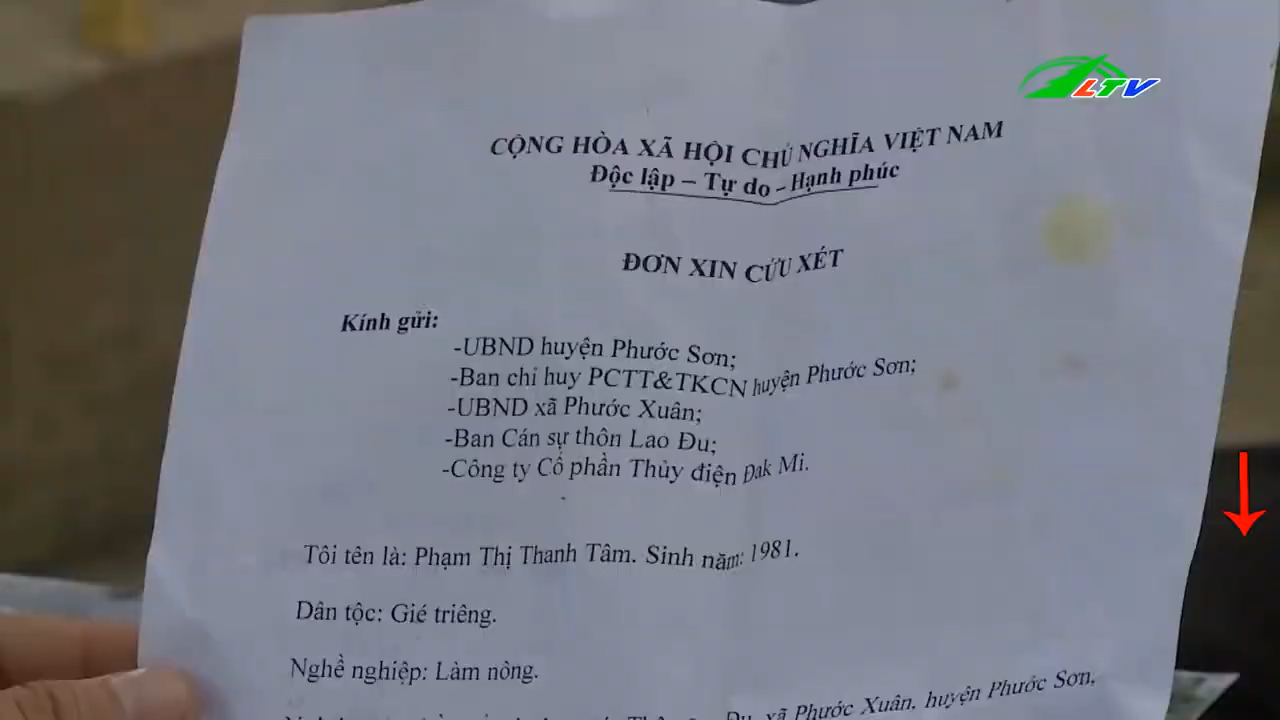 LTV
CỘNG HÒA XÃ HỘI CHỦ NGHĨA VIỆT NAM
Độc lập – Tự do – Hạnh phúc
ĐƠN XIN CỨU XÉT
Kính gửi:
-UBND huyện Phước Sơn;
-Ban chỉ huy PCTT&TKCN huyện Phước Sơn;
-UBND xã Phước Xuân;
-Ban Cán sự thôn Lao Đu;
-Công ty Cổ phần Thủy điện Đak Mi.
Tôi tên là: Phạm Thị Thanh Tâm. Sinh năm: 1981.
Dân tộc: Gié triêng.
Nghề nghiệp: Làm nông.
Đu, xã Phước Xuân, huyện Phước Sơn,